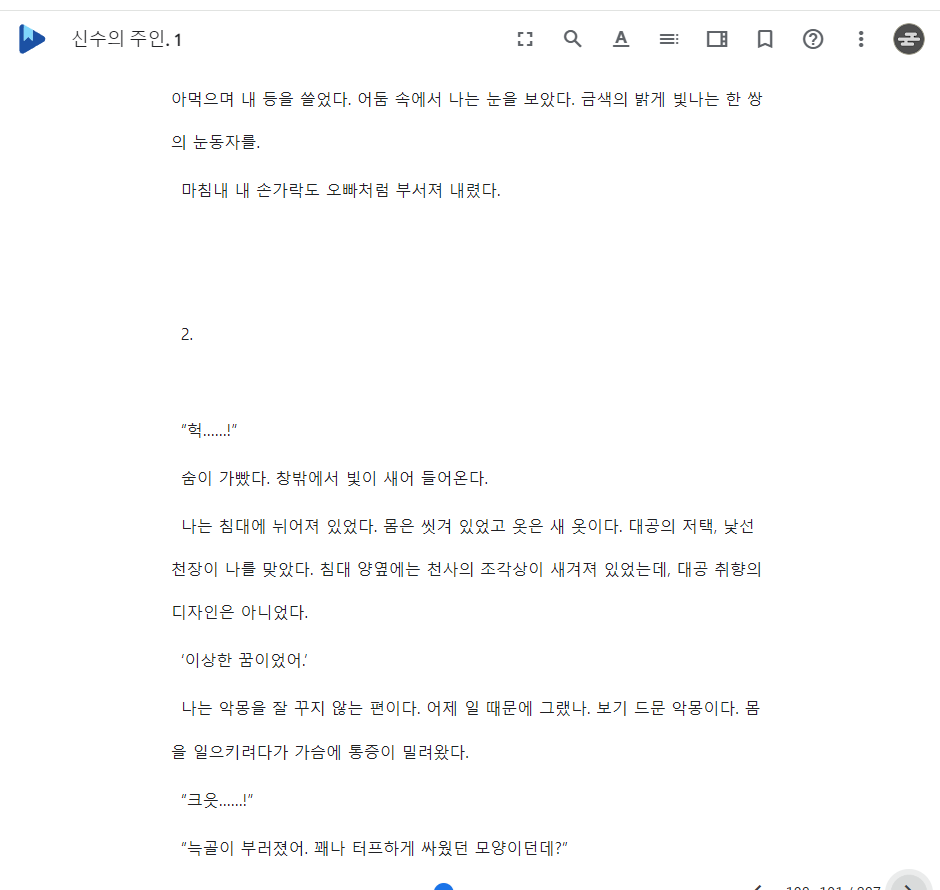 신수의 주인. 1
아먹으며 내 등을 쓸었다. 어둠 속에서 나는 눈을 보았다. 금색의 밝게 빛나는 한 쌍
의 눈동자를.
마침내 내 손가락도 오빠처럼 부서져 내렸다.
2.
“헉......!”
숨이 가빴다. 창밖에서 빛이 새어 들어온다.
나는 침대에 뉘어져 있었다. 몸은 씻겨 있었고 옷은 새 옷이다. 대공의 저택, 낯선
천장이 나를 맞았다. 침대 양옆에는 천사의 조각상이 새겨져 있었는데, 대공 취향의
디자인은 아니었다.
‘이상한 꿈이었어.’
나는 악몽을 잘 꾸지 않는 편이다. 어제 일 때문에 그랬나. 보기 드문 악몽이다. 몸
을 일으키려다가 가슴에 통증이 밀려왔다.
“크읏......!”
“늑골이 부러졌어. 꽤나 터프하게 싸웠던 모양이던데?”